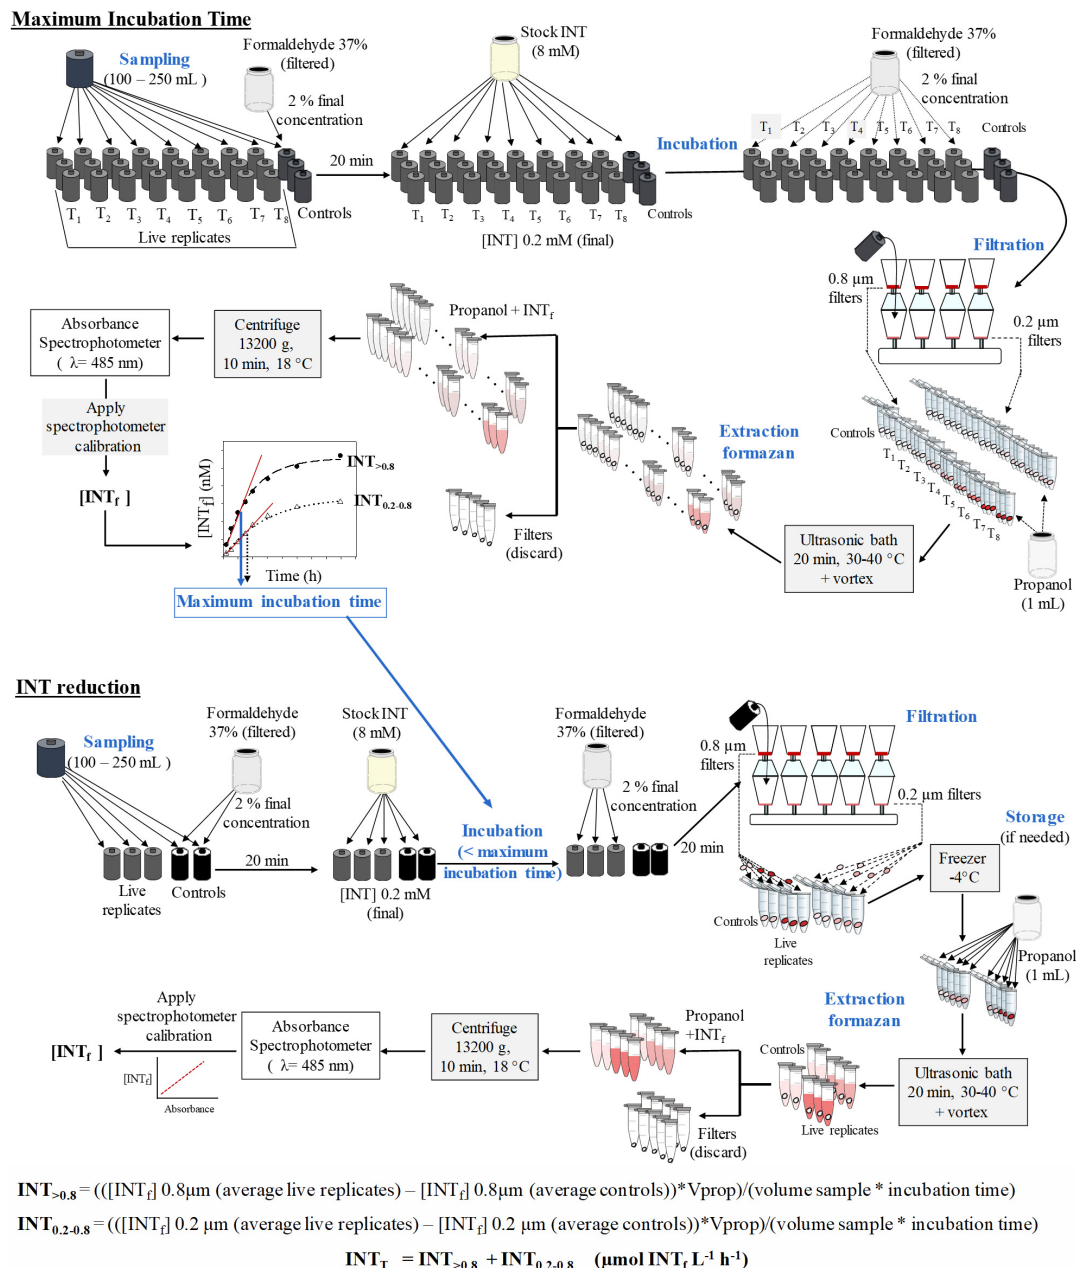 Maximum Incubation Time
Sampling
(100 – 250 mL )
Formaldehyde 37%
(filtered)
2 % final
concentration
T1 T2 T3 T4 T5 T6 T7 T8 Controls
Live replicates
20 min
Stock INT
(8 mM)
T1 T2 T3 T4 T5 T6 T7 T8 Controls
[INT] 0.2 mM (final)
Incubation
Formaldehyde 37%
(filtered)
2 % final
concentration
T1 T2 T3 T4 T5 T6 T7 T8 Controls
Filtration
0.8 µm
filters
0.2 µm
filters
Controls
T1 T2 T3 T4 T5 T6 T7 T8
Propanol
(1 mL)
Ultrasonic bath
20 min, 30-40 °C
+ vortex
Extraction
formazan
Propanol + INTf
Filters
(discard)
Centrifuge
13200 g,
10 min, 18 °C
Absorbance
Spectrophotometer
( λ= 485 nm)
Apply
spectrophotometer
calibration
[INTf ]
[INTf] (nM)
INT>0.8
INT0.2-0.8
Time (h)
Maximum incubation time
INT reduction
Sampling
(100 – 250 mL )
Formaldehyde
37% (filtered)
2 % final
concentration
Live
replicates
Controls
20 min
Stock INT
(8 mM)
[INT] 0.2 mM
(final)
Incubation
(< maximum
incubation time)
Formaldehyde
37% (filtered)
2 % final
concentration
20 min
Filtration
0.8 µm
filters
0.2 µm filters
Controls
Live
replicates
Storage
(if needed)
Freezer
-4°C
Propanol
(1 mL)
Extraction
formazan
Ultrasonic bath
20 min, 30-40 °C
+ vortex
Controls
Live replicates
Propanol
+INTf
Filters
(discard)
Centrifuge
13200 g,
10 min, 18 °C
Absorbance
Spectrophotometer
( λ= 485 nm)
Apply
spectrophotometer
calibration
[INTf]
Absorbance
[INTf ]
INT>0.8 = (([INTf] 0.8µm (average live replicates) – [INTf] 0.8µm (average controls))*Vprop)/(volume sample * incubation time)
INT0.2-0.8 = (([INTf] 0.2 µm (average live replicates) – [INTf] 0.2 µm (average controls))*Vprop)/(volume sample * incubation time)
INTT = INT>0.8 + INT0.2-0.8 (µmol INTf L-1 h-1)